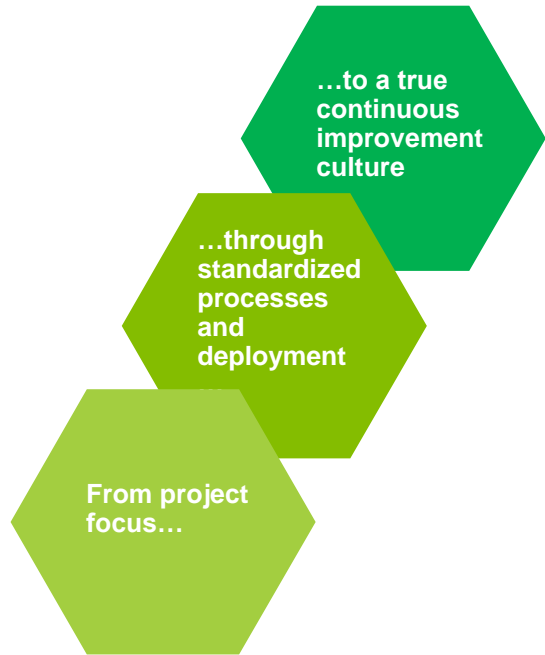 …to a true
continuous
improvement
culture
…through
standardized
processes
and
deployment
…
From project
focus…